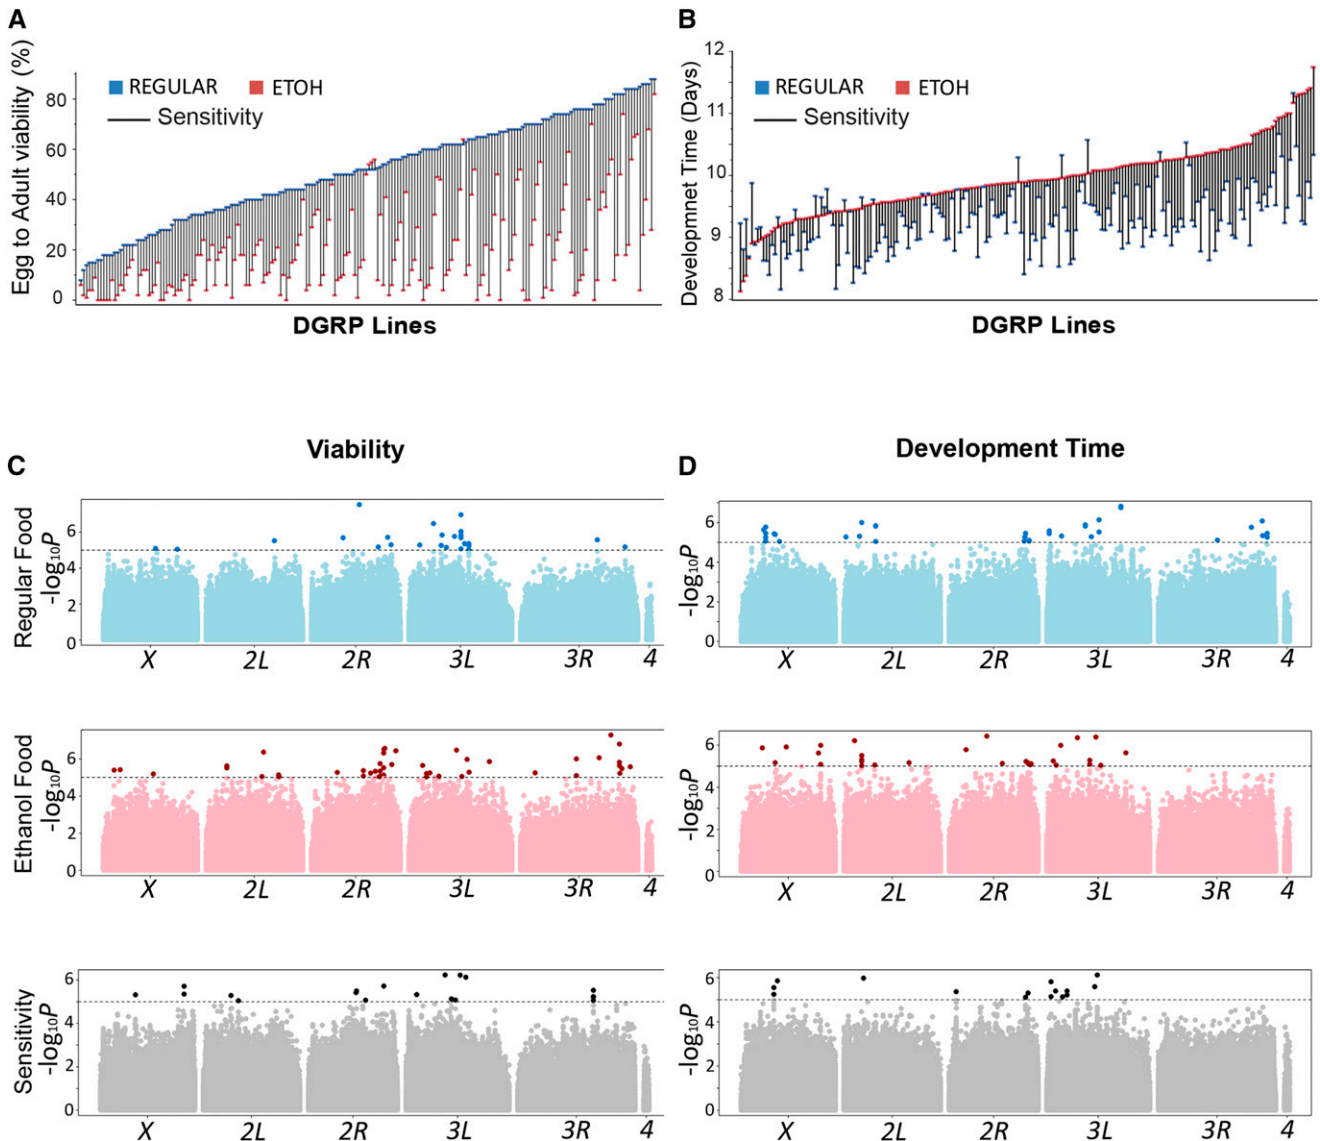 A
Egg to Adult viability (%)
80
60
40
20
0
REGULAR ETOH
Sensitivity
DGRP Lines
B
Developmnet Time (Days)
12
11
10
9
8
REGULAR ETOH
Sensitivity
DGRP Lines
C
Viability
Regular Food
-log10P
6
4
2
0
X 2L 2R 3L 3R 4
Ethanol Food
-log10P
6
4
2
0
X 2L 2R 3L 3R 4
Sensitivity
-log10P
6
4
2
0
X 2L 2R 3L 3R 4
D
Development Time
-log10P
6
4
2
0
X 2L 2R 3L 3R 4
-log10P
6
4
2
0
X 2L 2R 3L 3R 4
-log10P
6
4
2
0
X 2L 2R 3L 3R 4